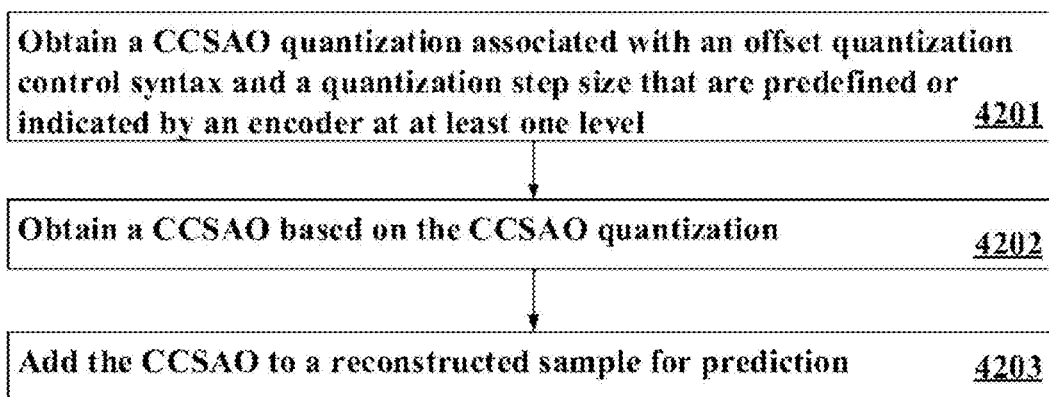 Obtain a CCSAO quantization associated with an offset quantization
control syntax and a quantization step size that are predefined or
indicated by an encoder at at least one level 4201
Obtain a CCSAO based on the CCSAO quantization 4202
Add the CCSAO to a reconstructed sample for prediction 4203